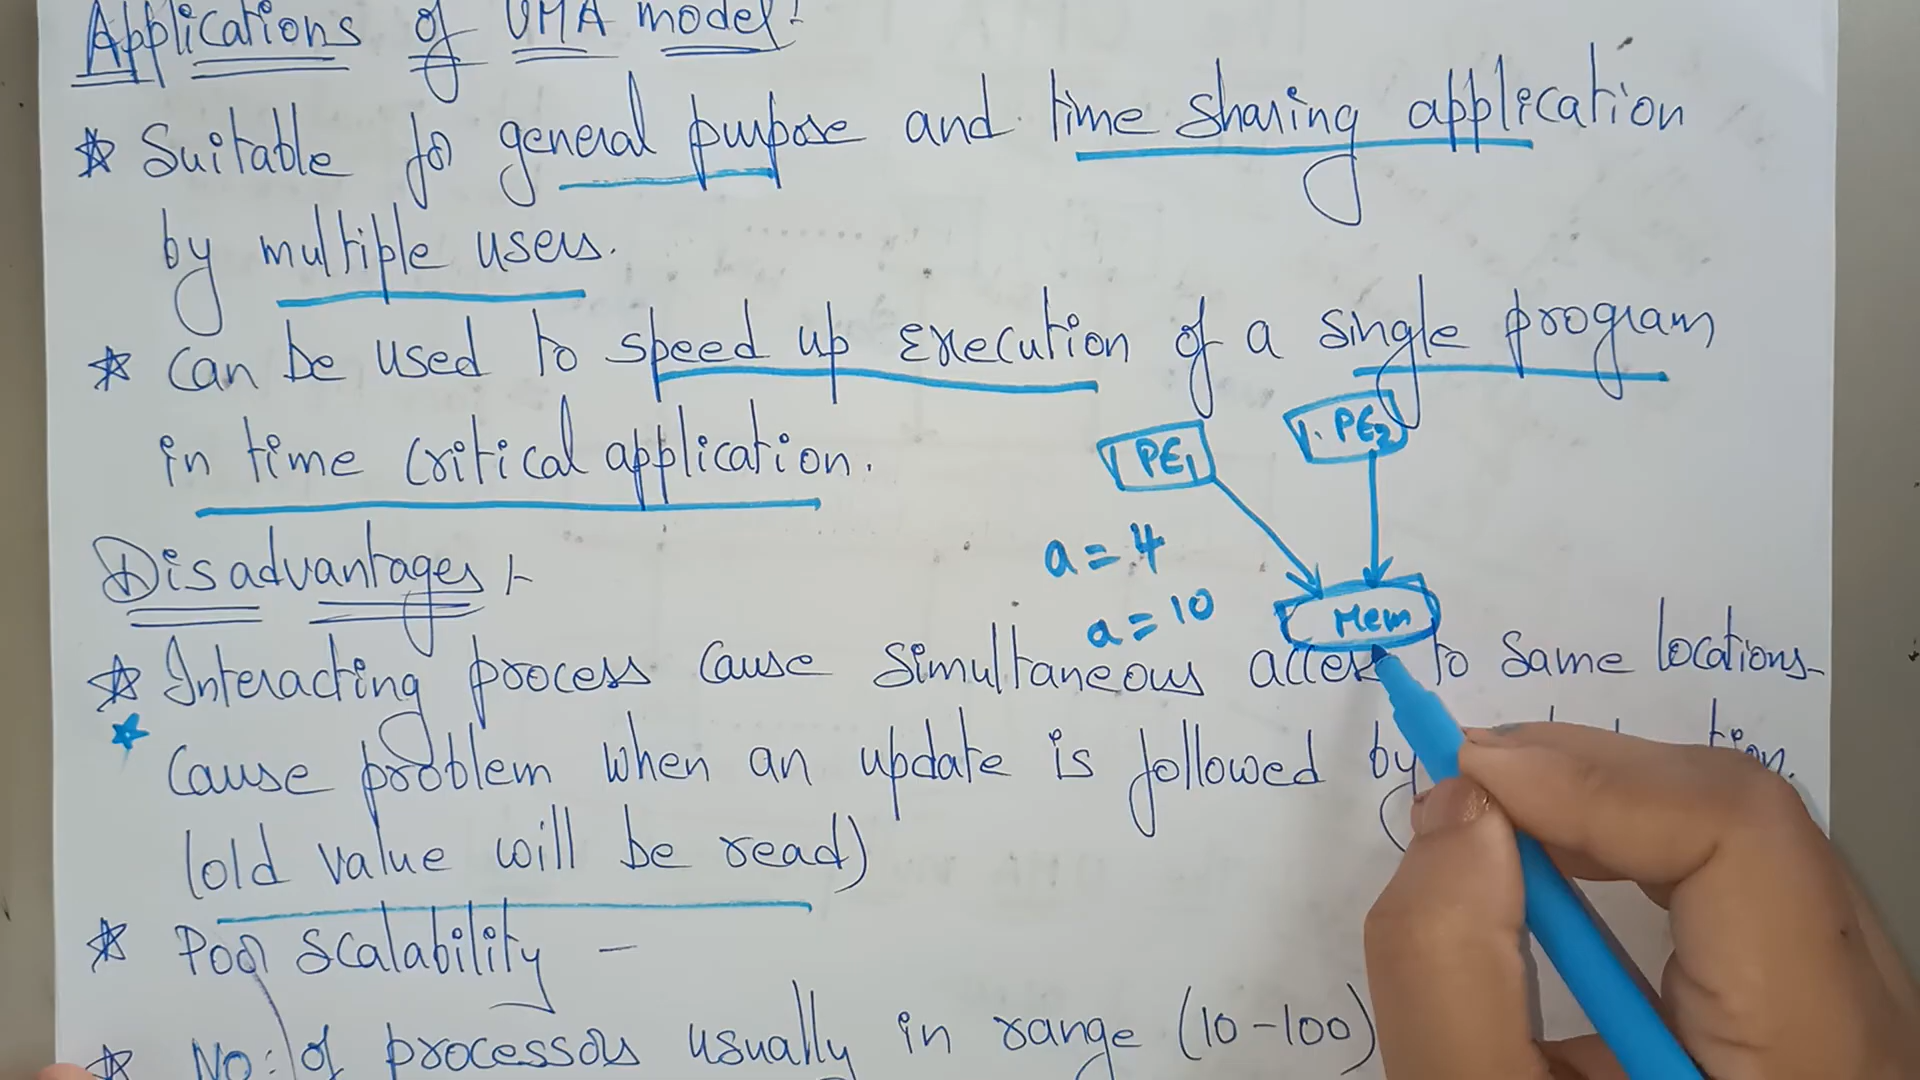 Applications of UMA model:
* Suitable for general purpose and time sharing application
by multiple users.
* Can be used to speed up execution of a single program
in time critical application.
PE1
PE2
a = 4
a = 10
Mem
Disadvantages :-
* Interacting process cause simultaneous access to same locations-
* Cause problem when an update is followed by
(old value will be read)
* Poor scalability -
* No: of processors usually in range (10-100)